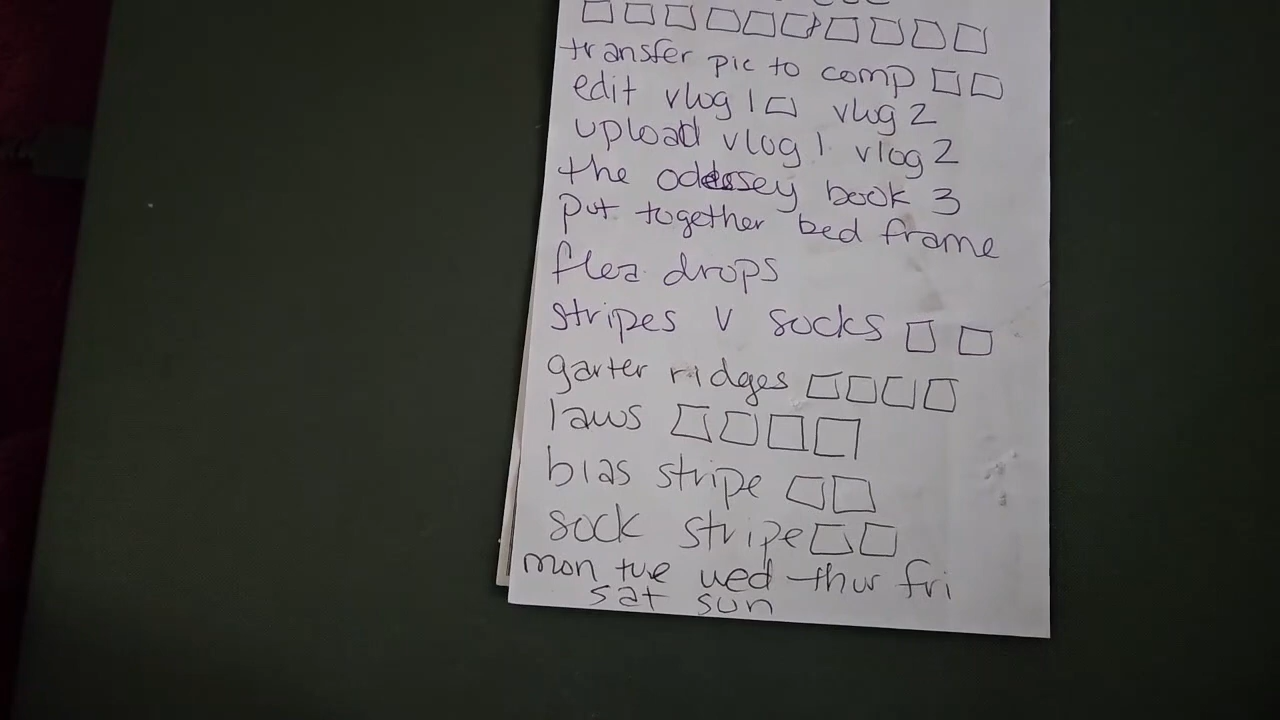 transfer pic to comp □ □
edit vlog 1 □ vlog 2
upload vlog 1 vlog 2
the odessey book 3
put together bed frame
flea drops
stripes v socks □ □
garter ridges □ □ □ □
laws □ □ □ □
bias stripe □ □
sock stripe □ □
mon tue wed thur fri
sat sun